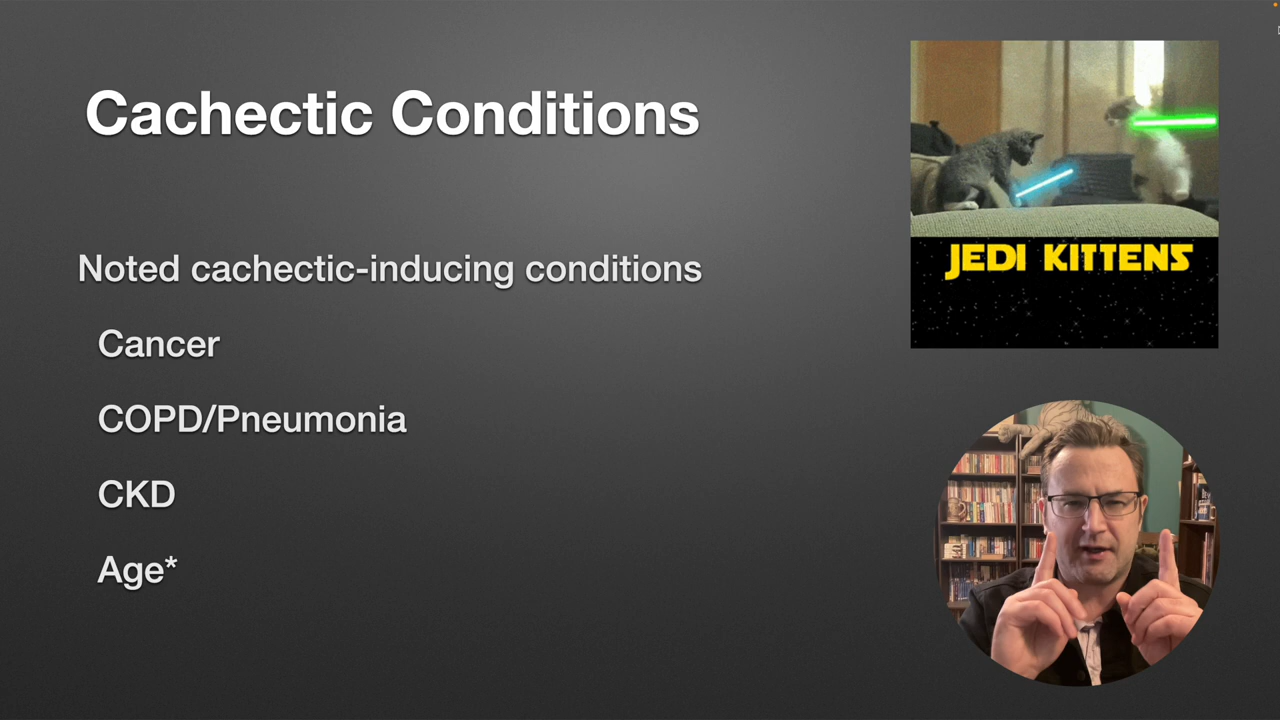 Cachectic Conditions
Noted cachectic-inducing conditions
Cancer
COPD/Pneumonia
CKD
Age*
JEDI KITTENS